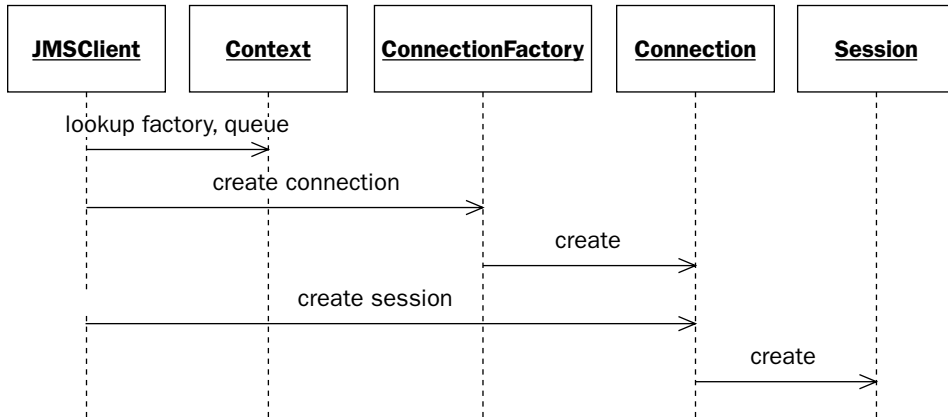 JMSClient
Context
ConnectionFactory
Connection
Session
lookup factory, queue
create connection
create
create session
create